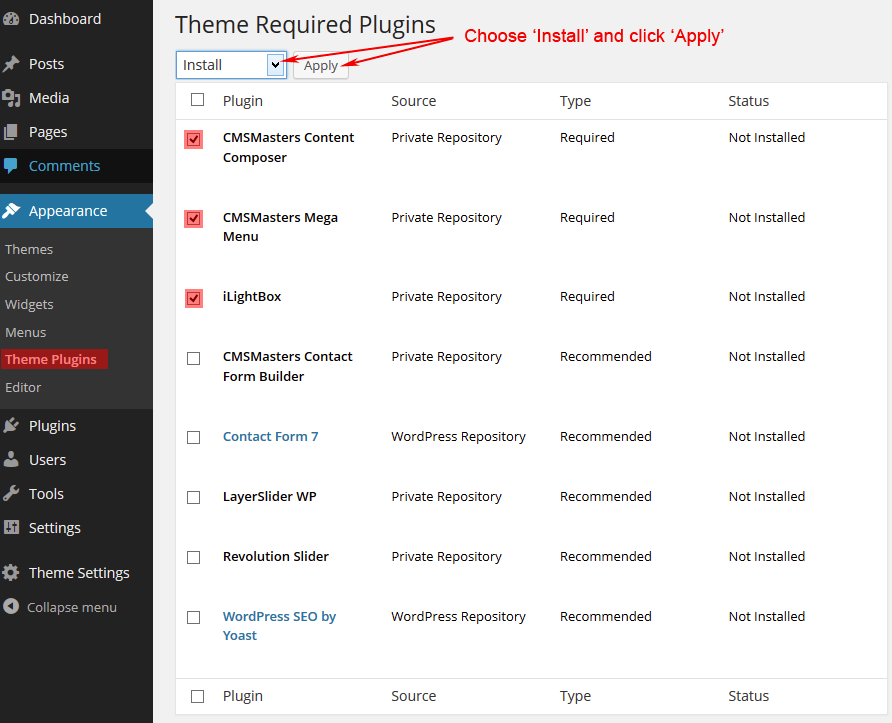 Dashboard
Posts
Media
Pages
Comments
Appearance
Themes
Customize
Widgets
Menus
Theme Plugins
Editor
Plugins
Users
Tools
Settings
Theme Settings
Collapse menu
Theme Required Plugins
Choose ‘Install’ and click ‘Apply’
Install Apply
Plugin Source Type Status
CMSMasters Content Private Repository Required Not Installed
Composer
CMSMasters Mega Private Repository Required Not Installed
Menu
iLightBox Private Repository Required Not Installed
CMSMasters Contact Private Repository Recommended Not Installed
Form Builder
Contact Form 7 WordPress Repository Recommended Not Installed
LayerSlider WP Private Repository Recommended Not Installed
Revolution Slider Private Repository Recommended Not Installed
WordPress SEO by WordPress Repository Recommended Not Installed
Yoast
Plugin Source Type Status